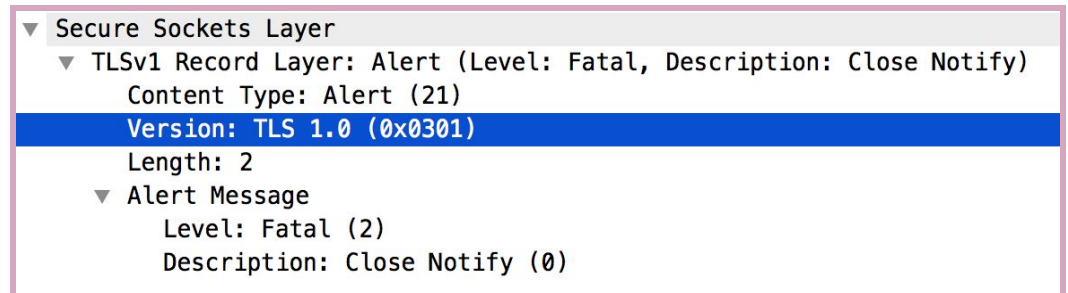 Secure Sockets Layer
TLSv1 Record Layer: Alert (Level: Fatal, Description: Close Notify)
Content Type: Alert (21)
Version: TLS 1.0 (0x0301)
Length: 2
Alert Message
Level: Fatal (2)
Description: Close Notify (0)